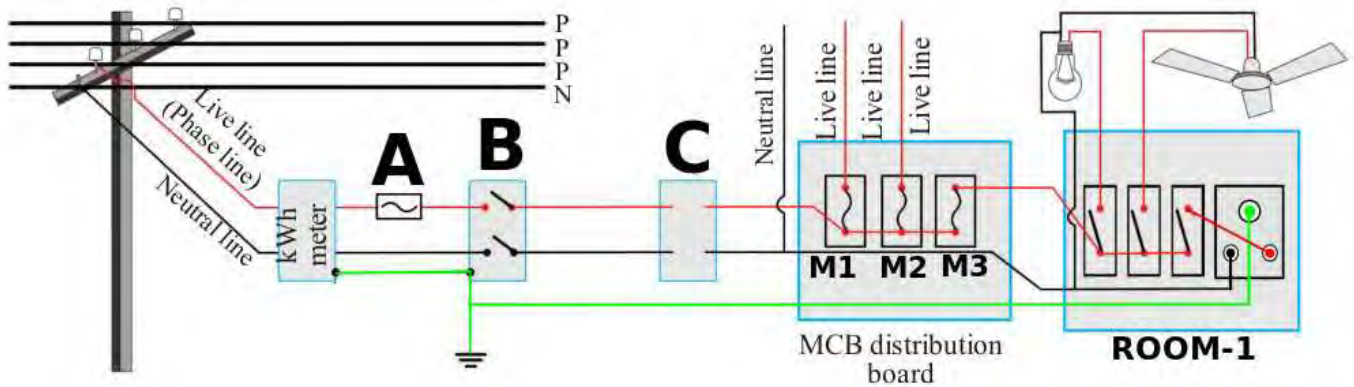 P
P
P
N
Live line
(Phase line)
Neutral line
kWh
meter
A
B
C
Neutral line
Live line
Live line
Live line
M1
M2
M3
MCB distribution
board
ROOM-1